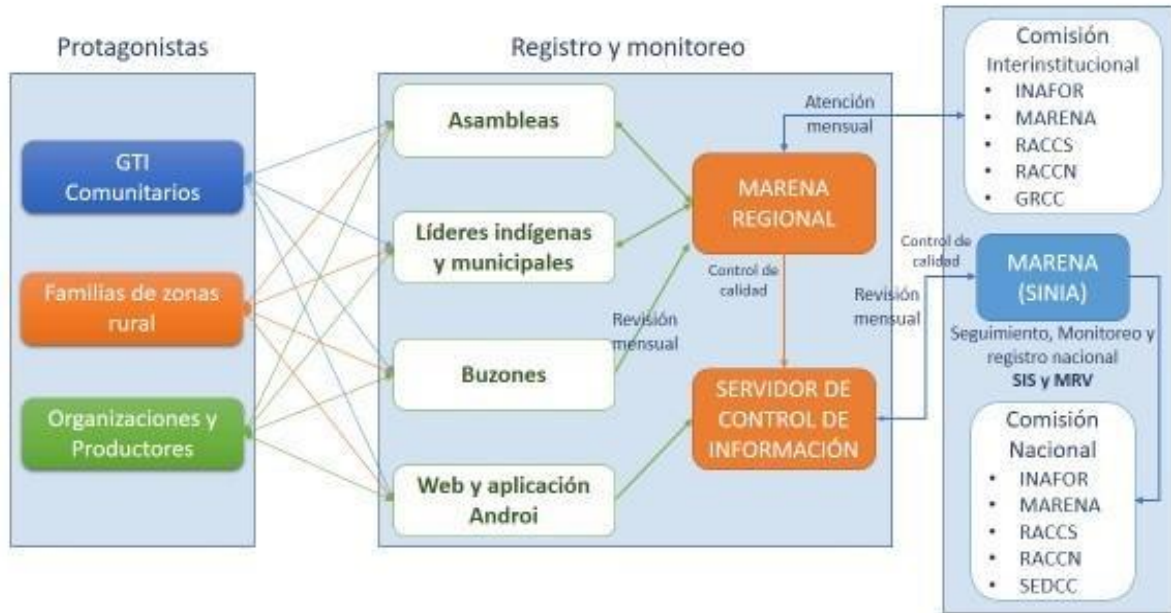 Protagonistas
GTI
Comunitarios
Familias de zonas
rural
Organizaciones y
Productores
Registro y monitoreo
Asambleas
Líderes indígenas
y municipales
Buzones
Web y aplicación
Androi
Revisión
mensual
MARENA
REGIONAL
Control de
calidad
SERVIDOR DE
CONTROL DE
INFORMACIÓN
Atención
mensual
Revisión
mensual
Control de
calidad
Comisión
Interinstitucional
• INAFOR
• MARENA
• RACCS
• RACCN
• GRCC
MARENA
(SINIA)
Seguimiento, Monitoreo y
registro nacional
SIS y MRV
Comisión
Nacional
• INAFOR
• MARENA
• RACCS
• RACCN
• SEDCC